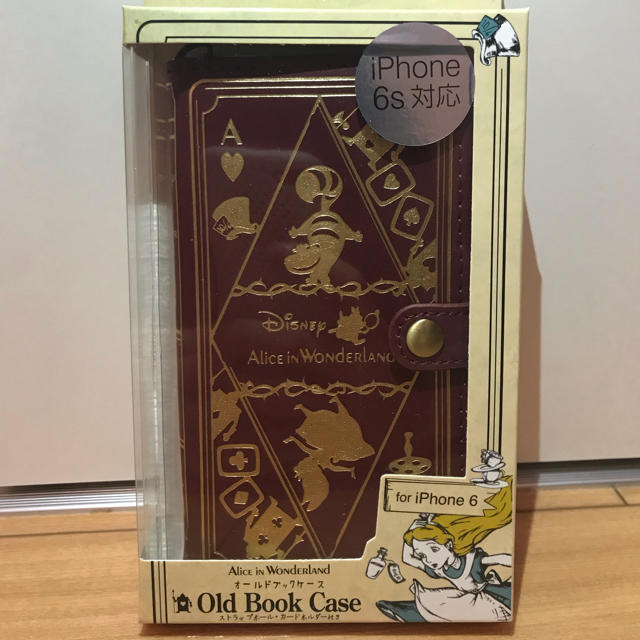 iPhone
6s 対応
A
10/6
Disney
Alice in Wonderland
for iPhone 6
Alice in Wonderland
オールドブックケース
Old Book Case
ストラップホール・カードホルダー付き